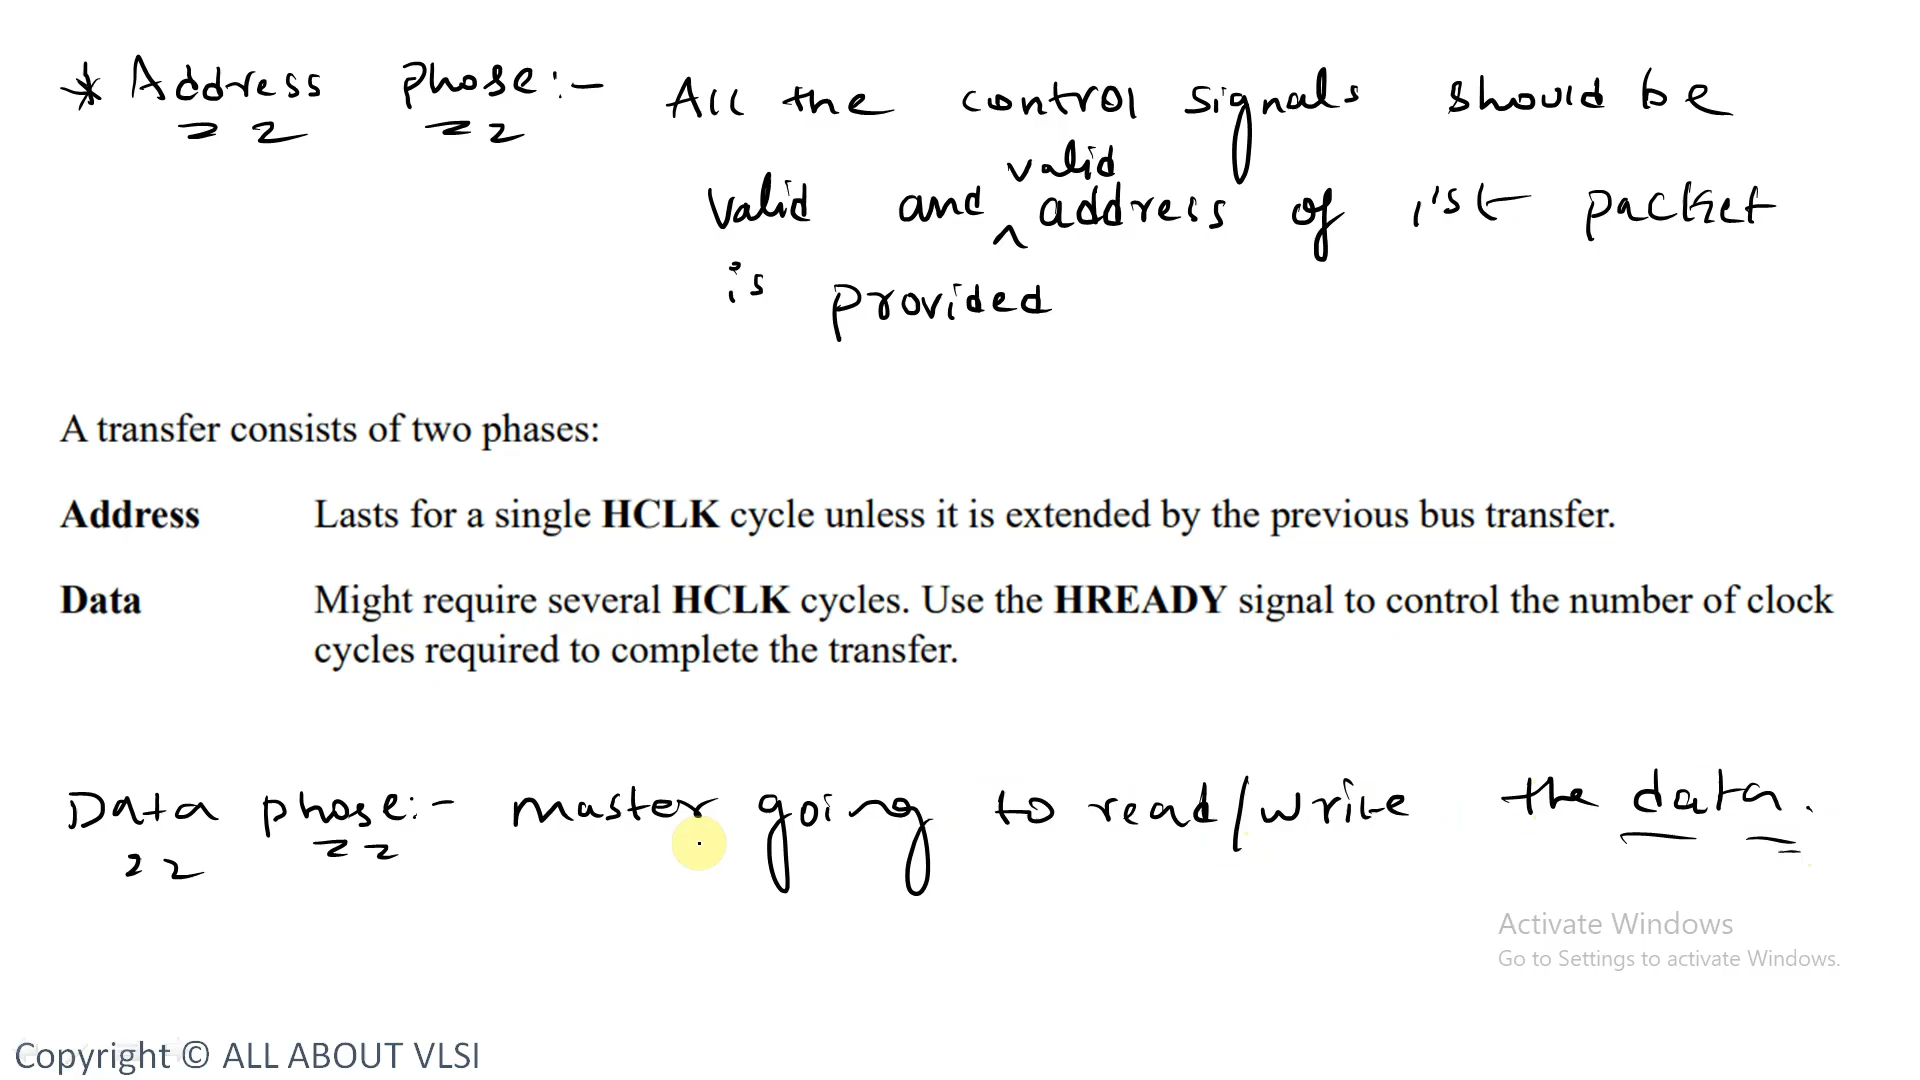 * Address phase:- All the control signals should be
valid
valid and ^ address of 1'st packet
is provided
A transfer consists of two phases:
Address Lasts for a single HCLK cycle unless it is extended by the previous bus transfer.
Data Might require several HCLK cycles. Use the HREADY signal to control the number of clock
cycles required to complete the transfer.
Data phase:- master going to read/write the data.
Activate Windows
Go to Settings to activate Windows.
Copyright © ALL ABOUT VLSI